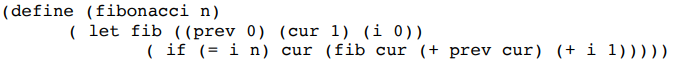 (define (fibonacci n)
( let fib ((prev 0) (cur 1) (i 0))
( if (= i n) cur (fib cur (+ prev cur) (+ i 1)))))